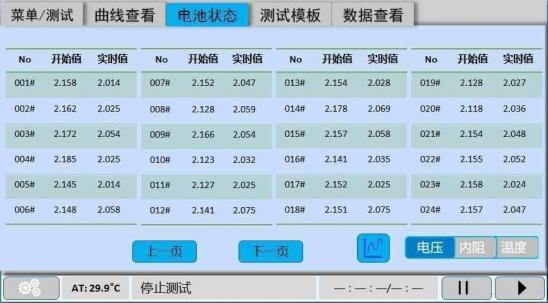 菜单/测试 曲线查看 电池状态 测试模板 数据查看
No 开始值 实时值 No 开始值 实时值 No 开始值 实时值 No 开始值 实时值
001# 2.158 2.014 007# 2.152 2.047 013# 2.154 2.028 019# 2.128 2.027
002# 2.162 2.025 008# 2.128 2.059 014# 2.178 2.069 020# 2.118 2.036
003# 2.172 2.054 009# 2.166 2.054 015# 2.157 2.058 021# 2.154 2.048
004# 2.185 2.025 010# 2.123 2.032 016# 2.141 2.035 022# 2.155 2.052
005# 2.145 2.014 011# 2.127 2.025 017# 2.152 2.025 023# 2.158 2.024
006# 2.148 2.058 012# 2.141 2.075 018# 2.151 2.075 024# 2.157 2.047
上一页 下一页 电压 内阻 温度
AT: 29.9°C 停止测试 —:—:—/—:—